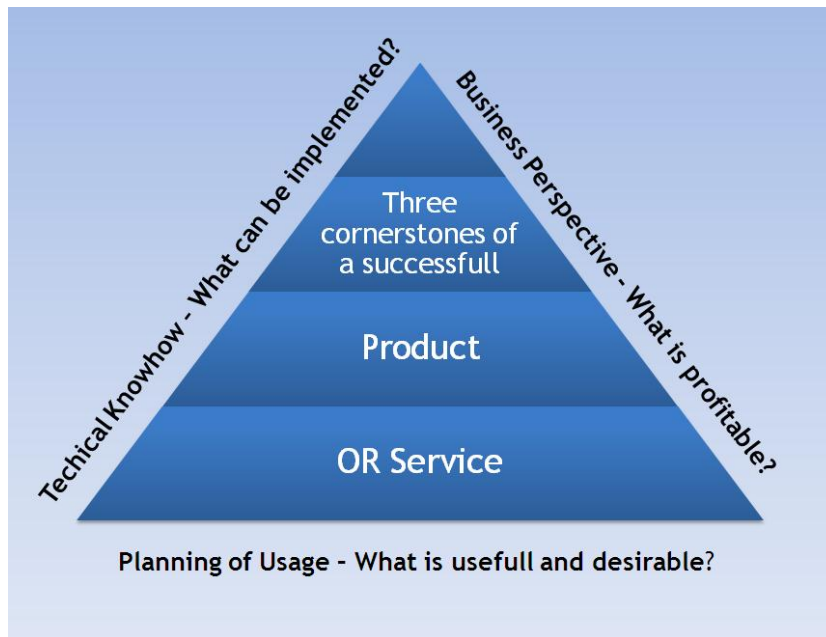 Techical Knowhow - What can be implemented?
Business Perspective - What is profitable?
Three
cornerstones of
a successfull
Product
OR Service
Planning of Usage - What is usefull and desirable?